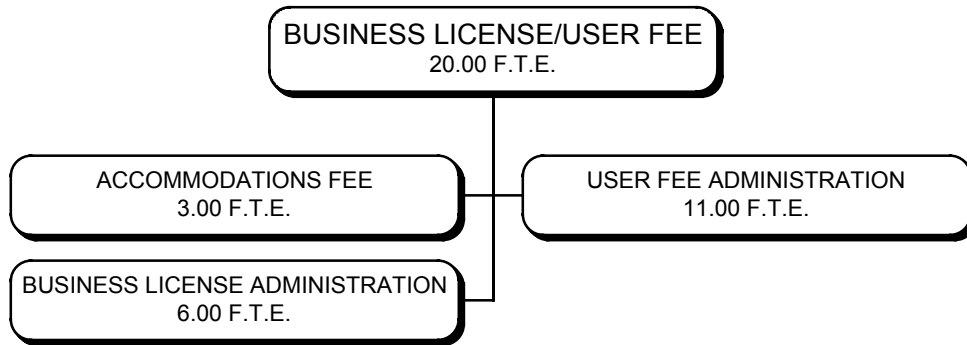 BUSINESS LICENSE/USER FEE
20.00 F.T.E.
ACCOMMODATIONS FEE
3.00 F.T.E.
USER FEE ADMINISTRATION
11.00 F.T.E.
BUSINESS LICENSE ADMINISTRATION
6.00 F.T.E.